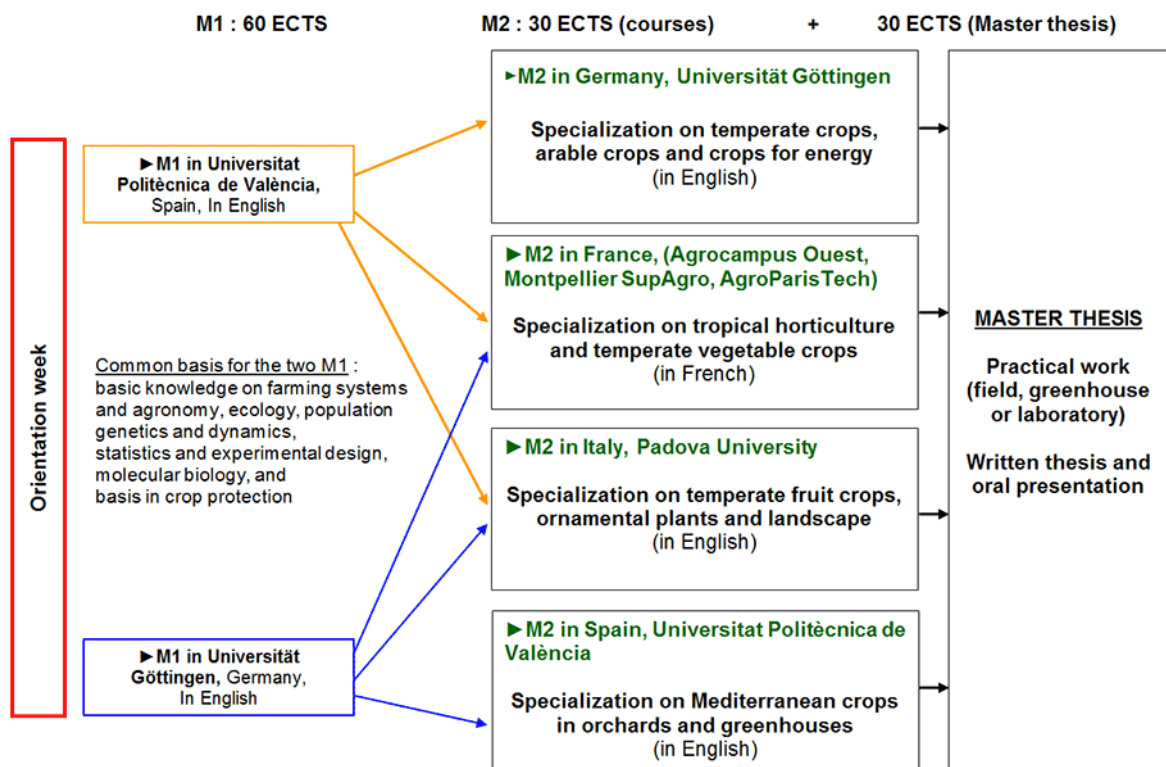 M1 : 60 ECTS
M2 : 30 ECTS (courses)
+
30 ECTS (Master thesis)
Orientation week
►M1 in Universitat
Politècnica de València,
Spain, In English
Common basis for the two M1 :
basic knowledge on farming systems
and agronomy, ecology, population
genetics and dynamics,
statistics and experimental design,
molecular biology, and
basis in crop protection
►M1 in Universität
Göttingen, Germany,
In English
►M2 in Germany, Universität Göttingen
Specialization on temperate crops,
arable crops and crops for energy
(in English)
►M2 in France, (Agrocampus Ouest,
Montpellier SupAgro, AgroParisTech)
Specialization on tropical horticulture
and temperate vegetable crops
(in French)
►M2 in Italy, Padova University
Specialization on temperate fruit crops,
ornamental plants and landscape
(in English)
►M2 in Spain, Universitat Politècnica de
València
Specialization on Mediterranean crops
in orchards and greenhouses
(in English)
MASTER THESIS
Practical work
(field, greenhouse
or laboratory)
Written thesis and
oral presentation